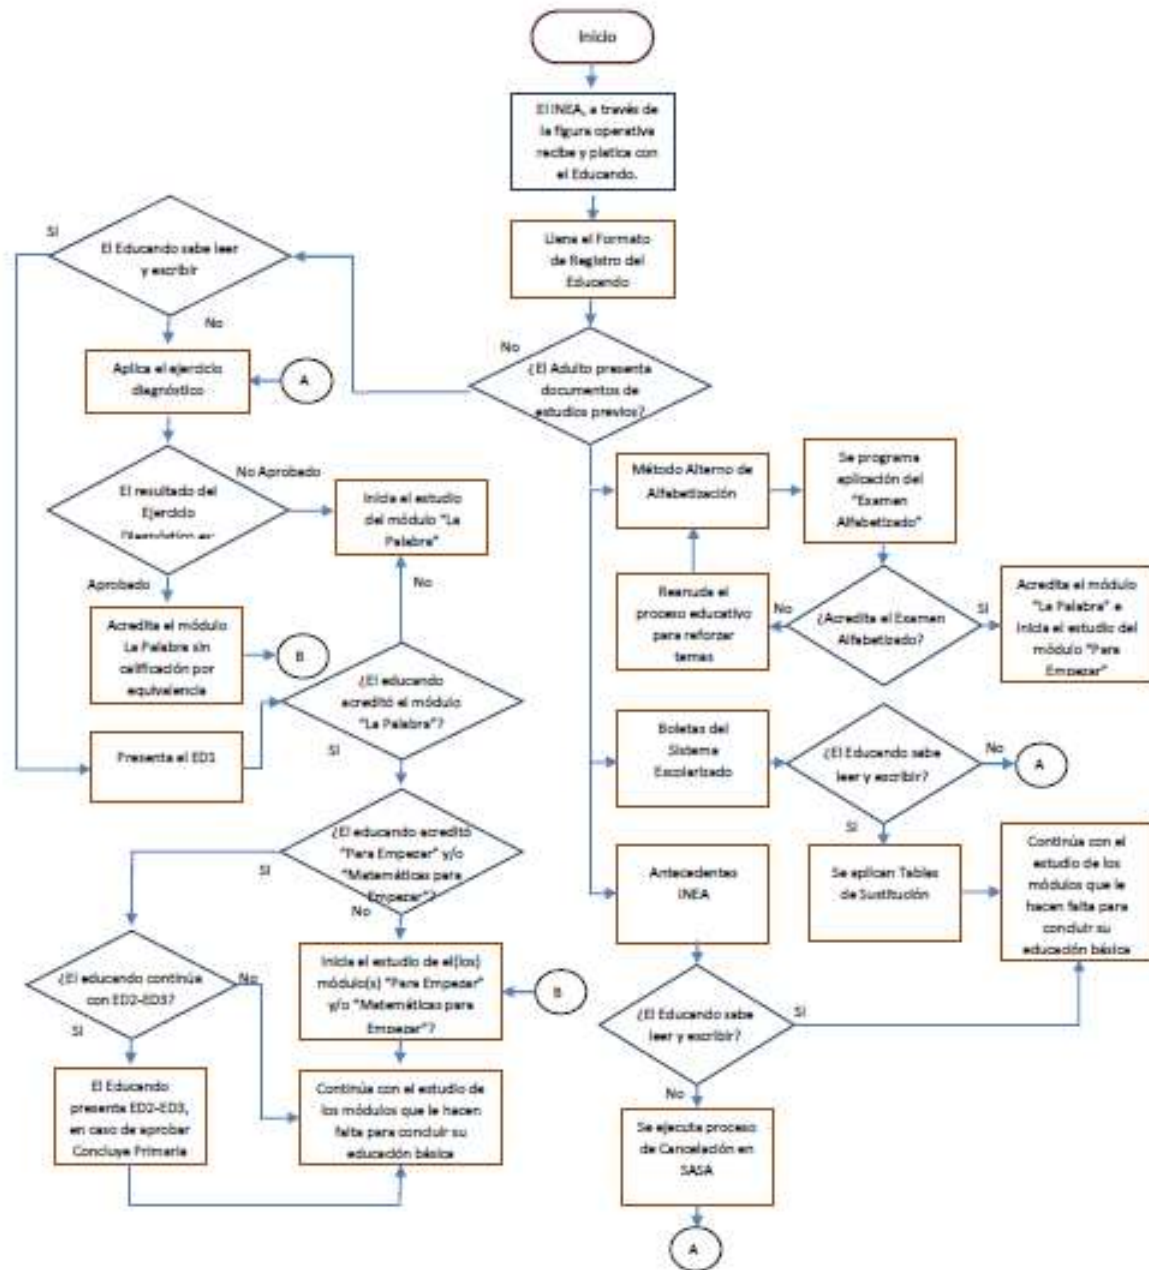 Inicio
El INEA, a través de
la figura operativa
recibe y platica con
el Educando.
Llena el Formato
de Registro del
Educando
¿El Adulto presenta
documentos de
estudios previos?
No
El Educando sabe leer
y escribir
SI
No
Aplica el ejercicio
diagnóstico
A
El resultado del
Ejercicio
Diagnóstico es:
No Aprobado
Inicia el estudio
del módulo "La
Palabra"
Aprobado
Acredita el módulo
La Palabra sin
calificación por
equivalencia
B
No
¿El educando
acreditó el módulo
"La Palabra"?
SI
Presenta el ED1
¿El educando acreditó
"Para Empezar" y/o
"Matemáticas para
Empezar"?
SI
No
¿El educando continúa
con ED2-ED3?
No
SI
Inicia el estudio de el(los)
módulo(s) "Para Empezar"
y/o "Matemáticas para
Empezar"?
B
El Educando
presenta ED2-ED3,
en caso de aprobar
Concluye Primaria
Continúa con el estudio de
los módulos que le hacen
falta para concluir su
educación básica
Método Alterno de
Alfabetización
Se programa
aplicación del
"Examen
Alfabetizado"
Reanuda el
proceso educativo
para reforzar
temas
No
¿Acredita el Examen
Alfabetizado?
SI
Acredita el módulo
"La Palabra" e
inicia el estudio del
módulo "Para
Empezar"
Boletas del
Sistema
Escolarizado
¿El Educando sabe
leer y escribir?
No
A
SI
Se aplican Tablas
de Sustitución
Continúa con el
estudio de los
módulos que le
hacen falta para
concluir su
educación básica
Antecedentes
INEA
¿El Educando sabe
leer y escribir?
SI
No
Se ejecuta proceso
de Cancelación en
SASA
A